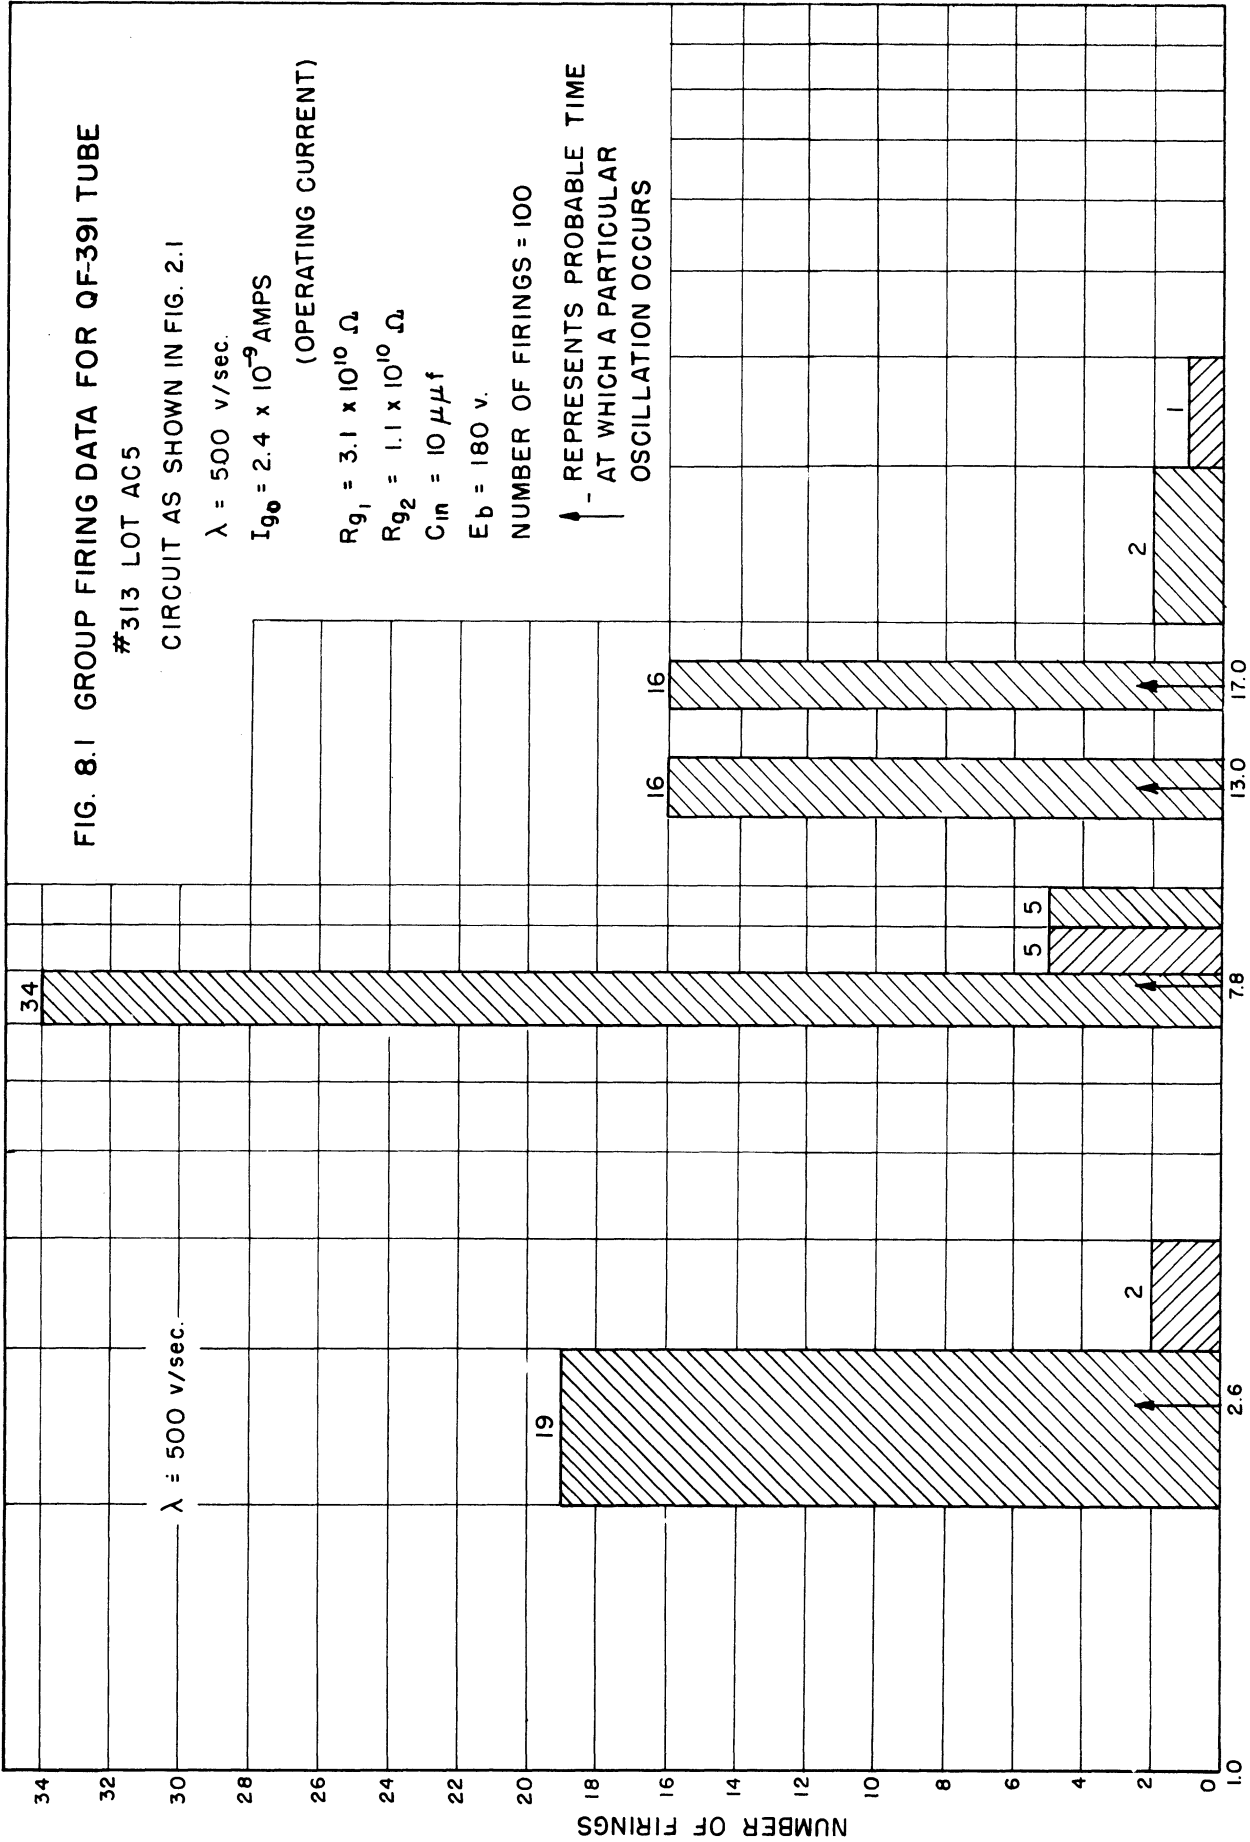 FIG. 8.1 GROUP FIRING DATA FOR QF-391 TUBE
#313 LOT AC5
CIRCUIT AS SHOWN IN FIG. 2.1
λ = 500 v/sec.
Ig₀ = 2.4 x 10⁻⁹ AMPS
(OPERATING CURRENT)
Rg₁ = 3.1 x 10¹⁰ Ω
Rg₂ = 1.1 x 10¹⁰ Ω
Cin = 10 μμf
Eb = 180 v.
NUMBER OF FIRINGS = 100
↑ - REPRESENTS PROBABLE TIME
AT WHICH A PARTICULAR
OSCILLATION OCCURS
λ = 500 v/sec.
NUMBER OF FIRINGS
34
32
30
28
26
24
22
20
18
16
14
12
10
8
6
4
2
0
19
2
34
5
5
16
16
2
1
1.0
2.6
7.8
13.0
17.0